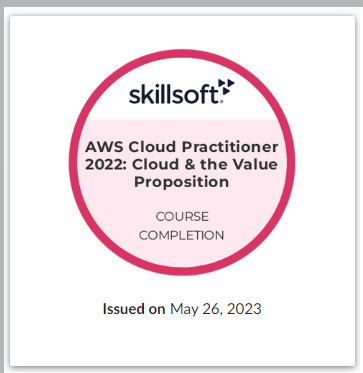 skillsoft
AWS Cloud Practitioner
2022: Cloud & the Value
Proposition
COURSE
COMPLETION
Issued on May 26, 2023